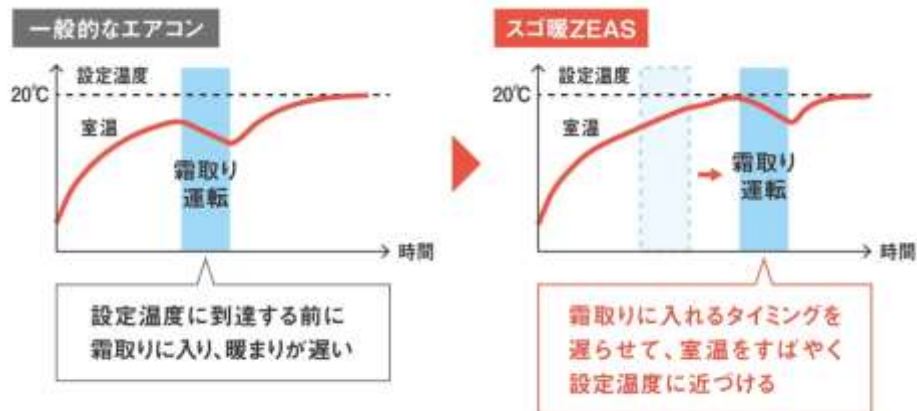 一般的なエアコン
設定温度
20℃
室温
霜取り
運転
時間
設定温度に到達する前に
霜取りに入り、暖まりが遅い
スゴ暖ZEAS
設定温度
20℃
室温
霜取り
運転
時間
霜取りに入れるタイミングを
遅らせて、室温をすばやく
設定温度に近づける